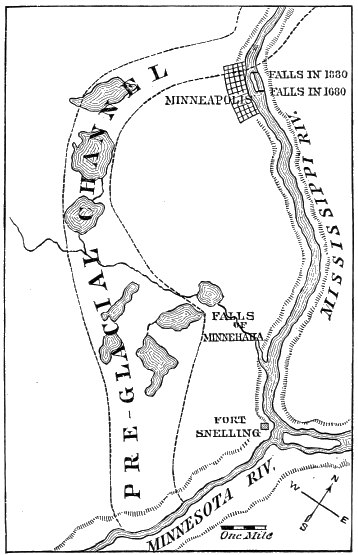 FALLS IN 1880
FALLS IN 1680
MINNEAPOLIS
MISSISSIPPI RIV.
PRE-GLACIAL CHANNEL
FALLS
OF
MINNEHAHA
FORT
SNELLING
MINNESOTA RIV.
One Mile
N
W
E
S